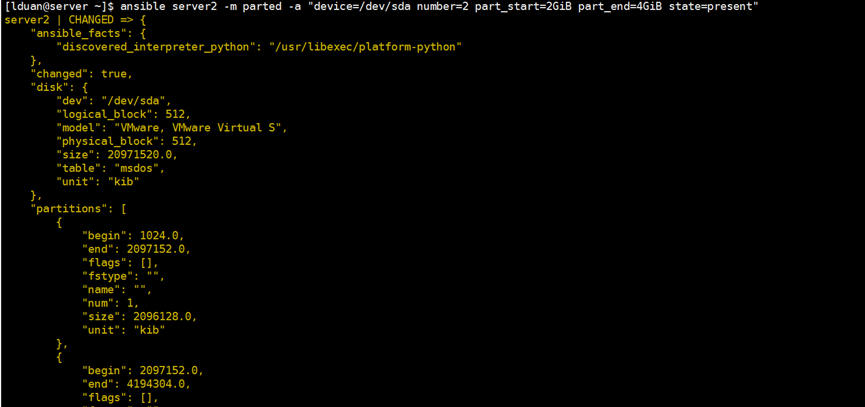 [lduan@server ~]$ ansible server2 -m parted -a "device=/dev/sda number=2 part_start=2GiB part_end=4GiB state=present"
server2 | CHANGED => {
    "ansible_facts": {
        "discovered_interpreter_python": "/usr/libexec/platform-python"
    },
    "changed": true,
    "disk": {
        "dev": "/dev/sda",
        "logical_block": 512,
        "model": "VMware, VMware Virtual S",
        "physical_block": 512,
        "size": 20971520.0,
        "table": "msdos",
        "unit": "kib"
    },
    "partitions": [
        {
            "begin": 1024.0,
            "end": 2097152.0,
            "flags": [],
            "fstype": "",
            "name": "",
            "num": 1,
            "size": 2096128.0,
            "unit": "kib"
        },
        {
            "begin": 2097152.0,
            "end": 4194304.0,
            "flags": [],